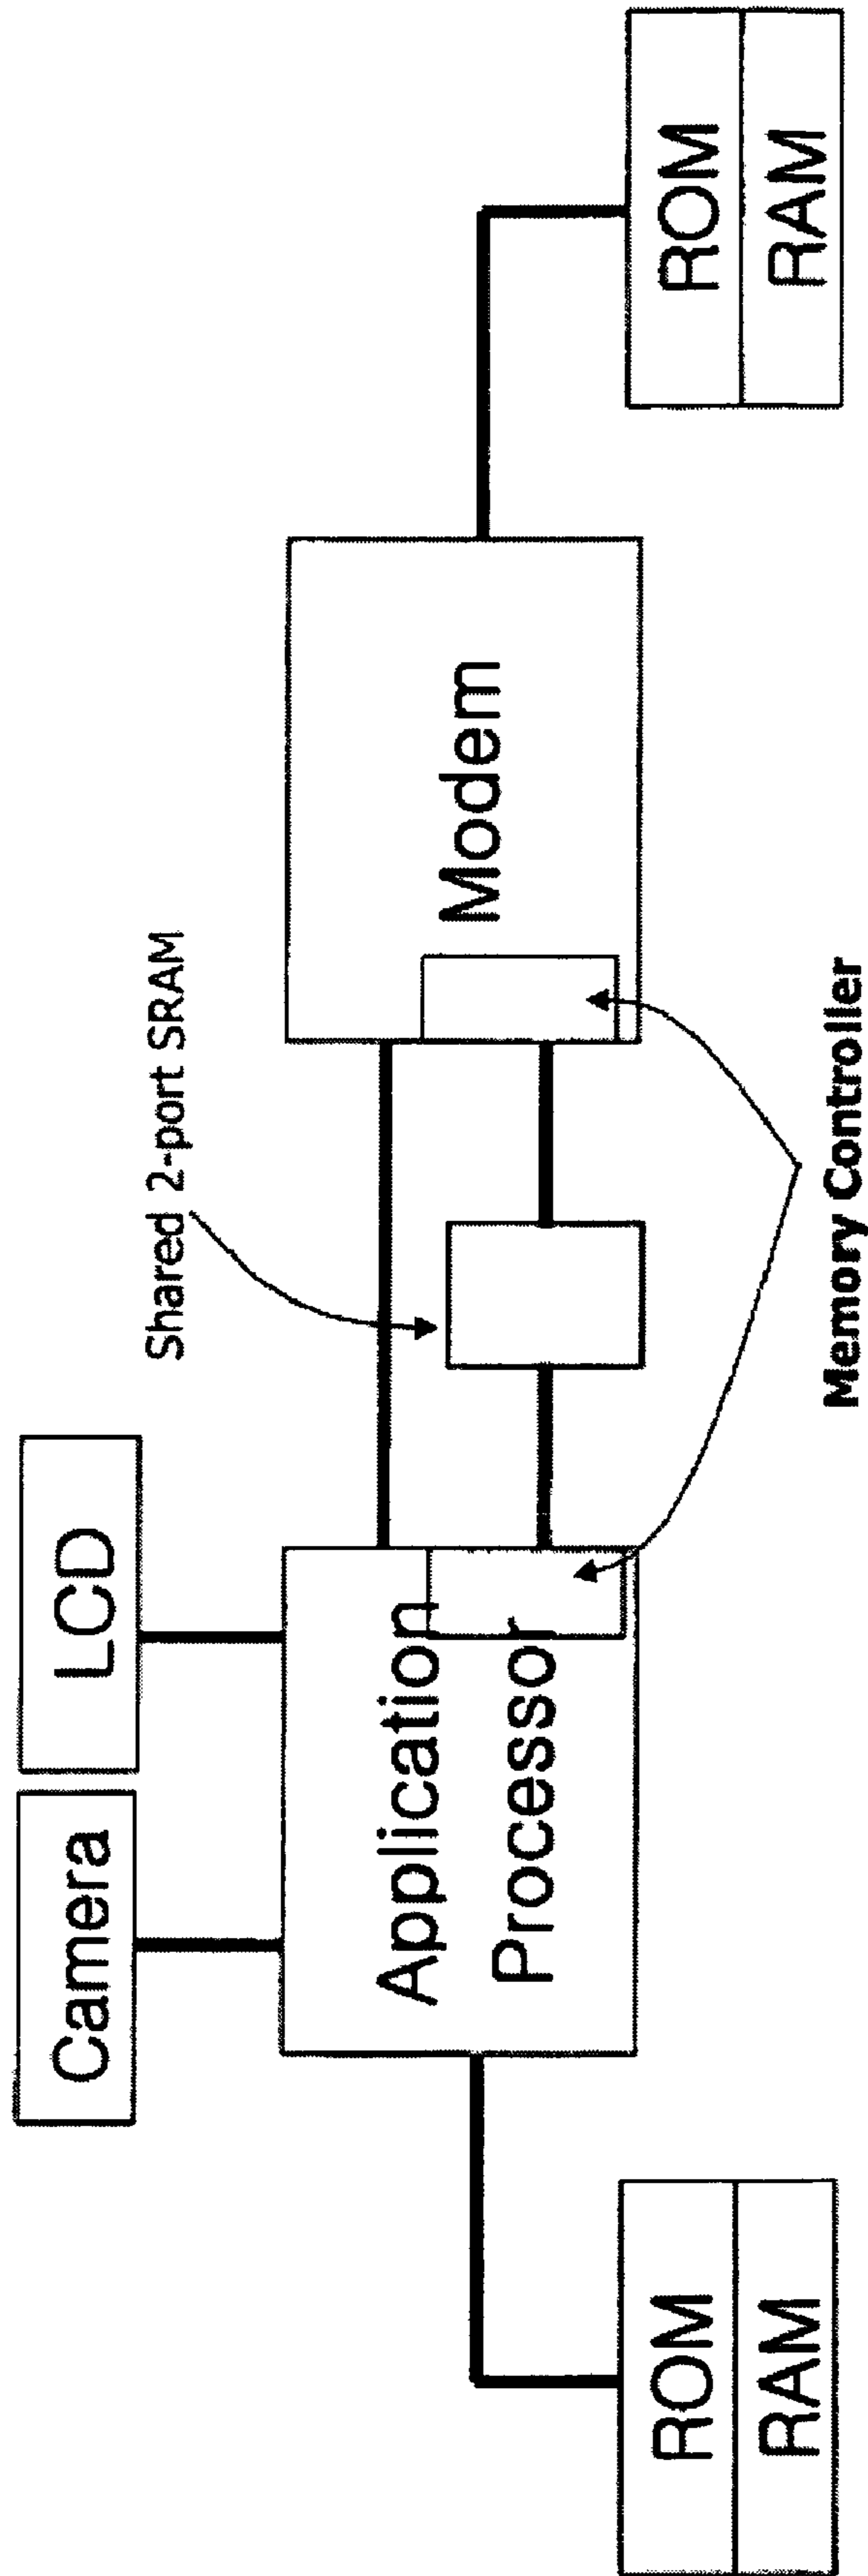 Camera
LCD
Shared 2-port SRAM
Application
Processor
Modem
ROM
RAM
Memory Controller
ROM
RAM